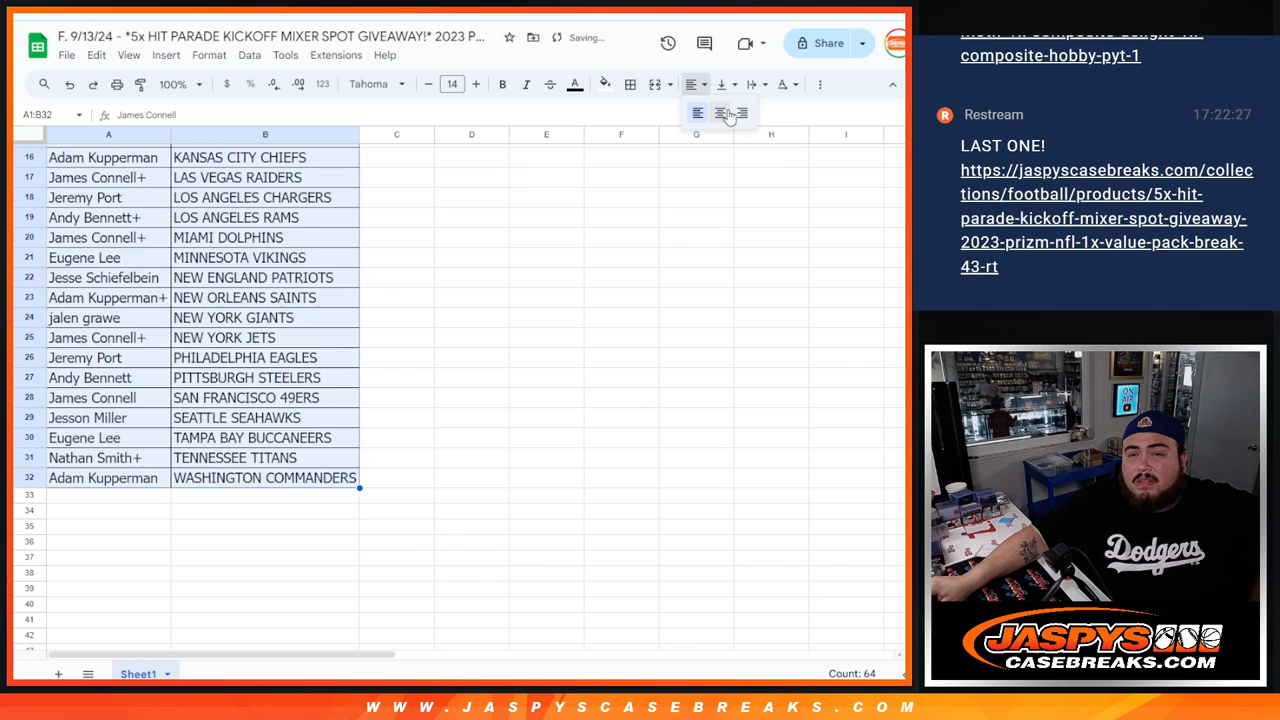 F. 9/13/24 - *5x HIT PARADE KICKOFF MIXER SPOT GIVEAWAY!* 2023 P...
Saving...
Share
File Edit View Insert Format Data Tools Extensions Help
100% $ % .0 .00 123 Tahoma 14 B I
A1:B32 fx James Connell
A B C D E F G H I
16 Adam Kupperman KANSAS CITY CHIEFS
17 James Connell+ LAS VEGAS RAIDERS
18 Jeremy Port LOS ANGELES CHARGERS
19 Andy Bennett+ LOS ANGELES RAMS
20 James Connell+ MIAMI DOLPHINS
21 Eugene Lee MINNESOTA VIKINGS
22 Jesse Schiefelbein NEW ENGLAND PATRIOTS
23 Adam Kupperman+ NEW ORLEANS SAINTS
24 jalen grawe NEW YORK GIANTS
25 James Connell+ NEW YORK JETS
26 Jeremy Port PHILADELPHIA EAGLES
27 Andy Bennett PITTSBURGH STEELERS
28 James Connell SAN FRANCISCO 49ERS
29 Jesson Miller SEATTLE SEAHAWKS
30 Eugene Lee TAMPA BAY BUCCANEERS
31 Nathan Smith+ TENNESSEE TITANS
32 Adam Kupperman WASHINGTON COMMANDERS
33
34
35
36
37
38
39
40
41
42
Sheet1
Count: 64
composite-hobby-pyt-1
Restream 17:22:27
LAST ONE!
https://jaspyscasebreaks.com/collec
tions/football/products/5x-hit-
parade-kickoff-mixer-spot-giveaway-
2023-prizm-nfl-1x-value-pack-break-
43-rt
ON AIR
Dodgers
JASPYS
CASEBREAKS.COM
WWW.JASPYSCASEBREAKS.COM